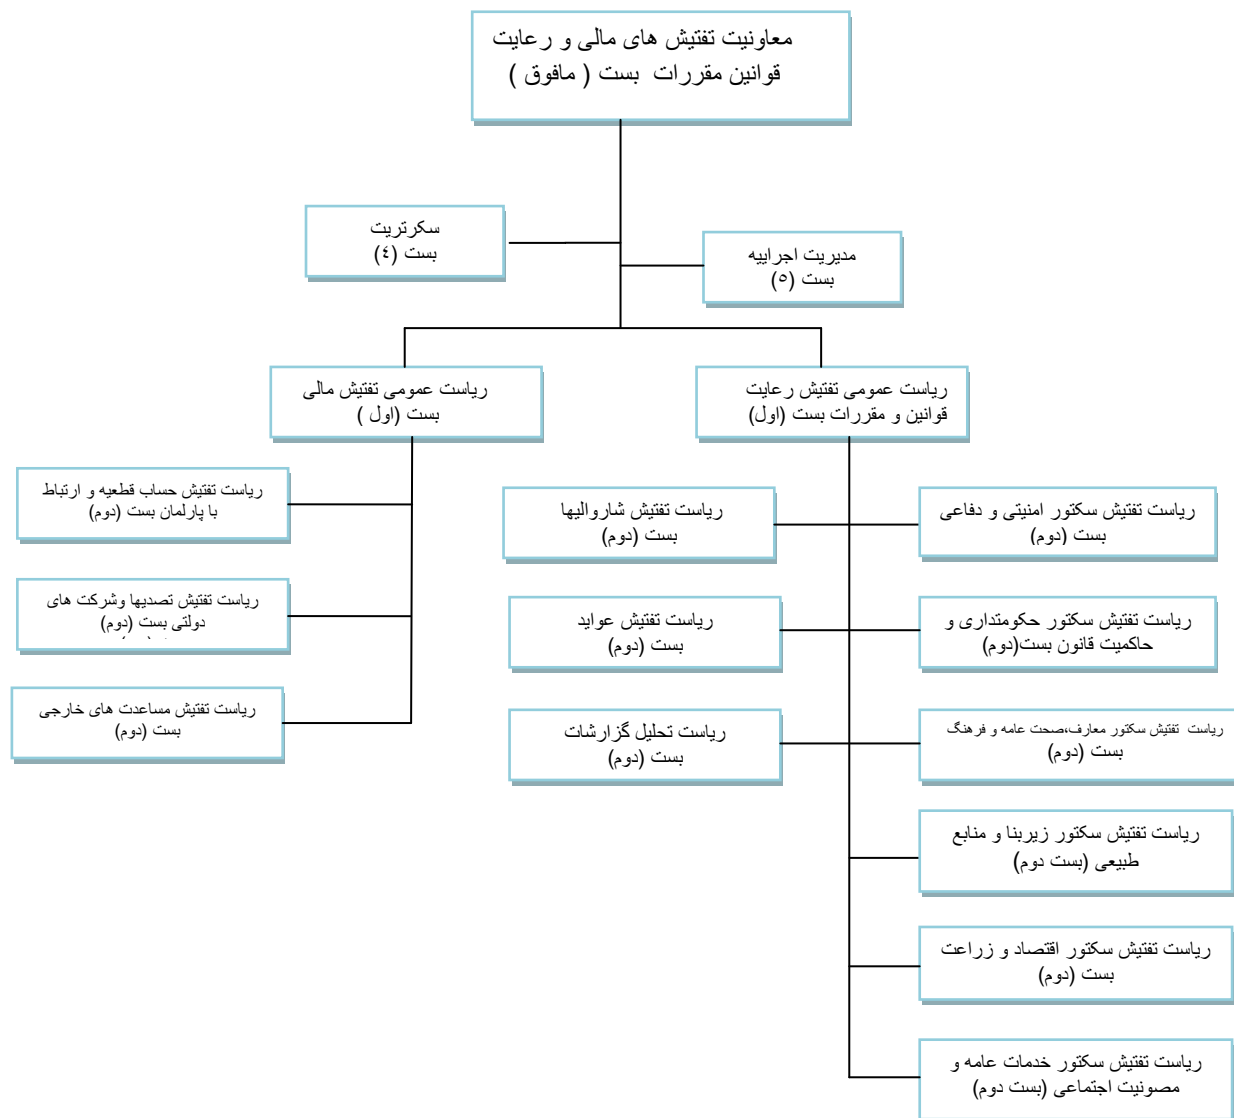 معاونیت تفتیش های مالی و رعایت
قوانین مقررات بست ( مافوق )
سکرتریت
بست (٤)
مدیریت اجراییه
بست (٥)
ریاست عمومی تفتیش رعایت
قوانین و مقررات بست (اول)
ریاست عمومی تفتیش مالی
بست (اول )
ریاست تفتیش سکتور امنیتی و دفاعی
بست (دوم)
ریاست تفتیش شاروالیها
بست (دوم)
ریاست تفتیش سکتور حکومتداری و
حاکمیت قانون بست(دوم)
ریاست تفتیش عواید
بست (دوم)
ریاست تفتیش سکتور معارف،صحت عامه و فرهنگ
بست (دوم)
ریاست تحلیل گزارشات
بست (دوم)
ریاست تفتیش سکتور زیربنا و منابع
طبیعی (بست دوم)
ریاست تفتیش سکتور اقتصاد و زراعت
بست (دوم)
ریاست تفتیش سکتور خدمات عامه و
مصونیت اجتماعی (بست دوم)
ریاست تفتیش حساب قطعیه و ارتباط
با پارلمان بست (دوم)
ریاست تفتیش تصدیها وشرکت های
دولتی بست (دوم)
ریاست تفتیش مساعدت های خارجی
بست (دوم)